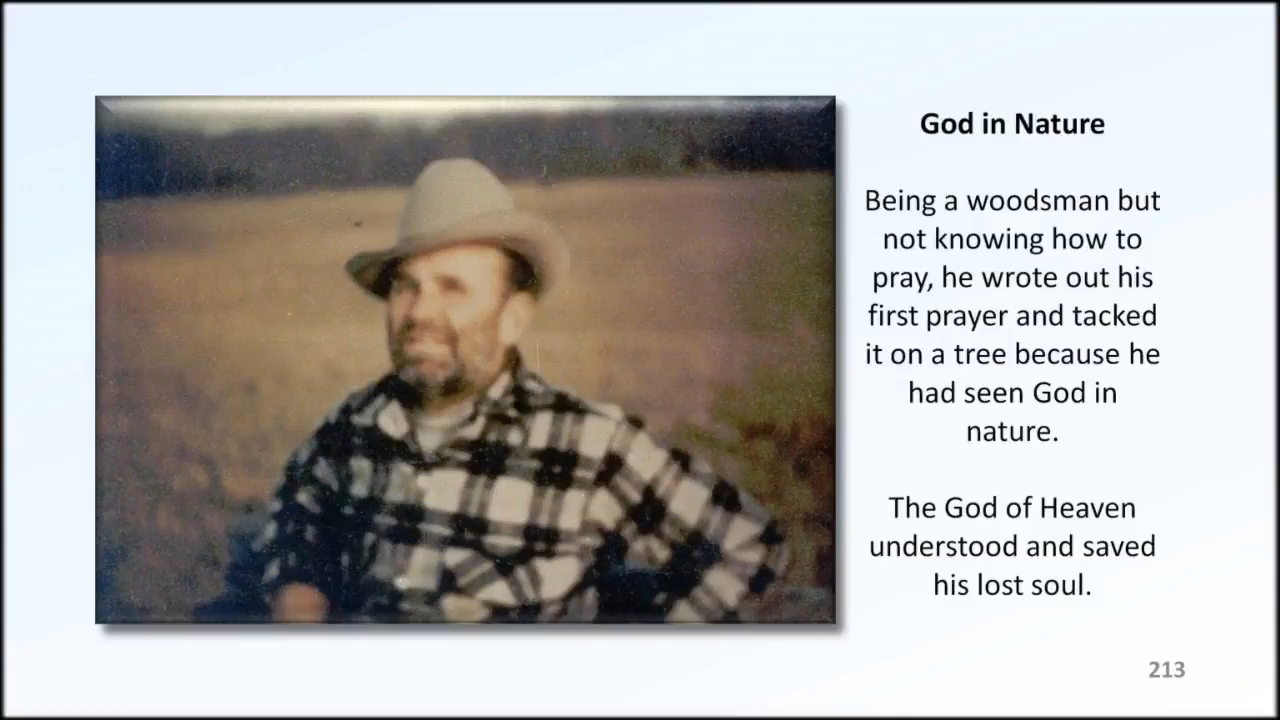 God in Nature
Being a woodsman but
not knowing how to
pray, he wrote out his
first prayer and tacked
it on a tree because he
had seen God in
nature.
The God of Heaven
understood and saved
his lost soul.
213